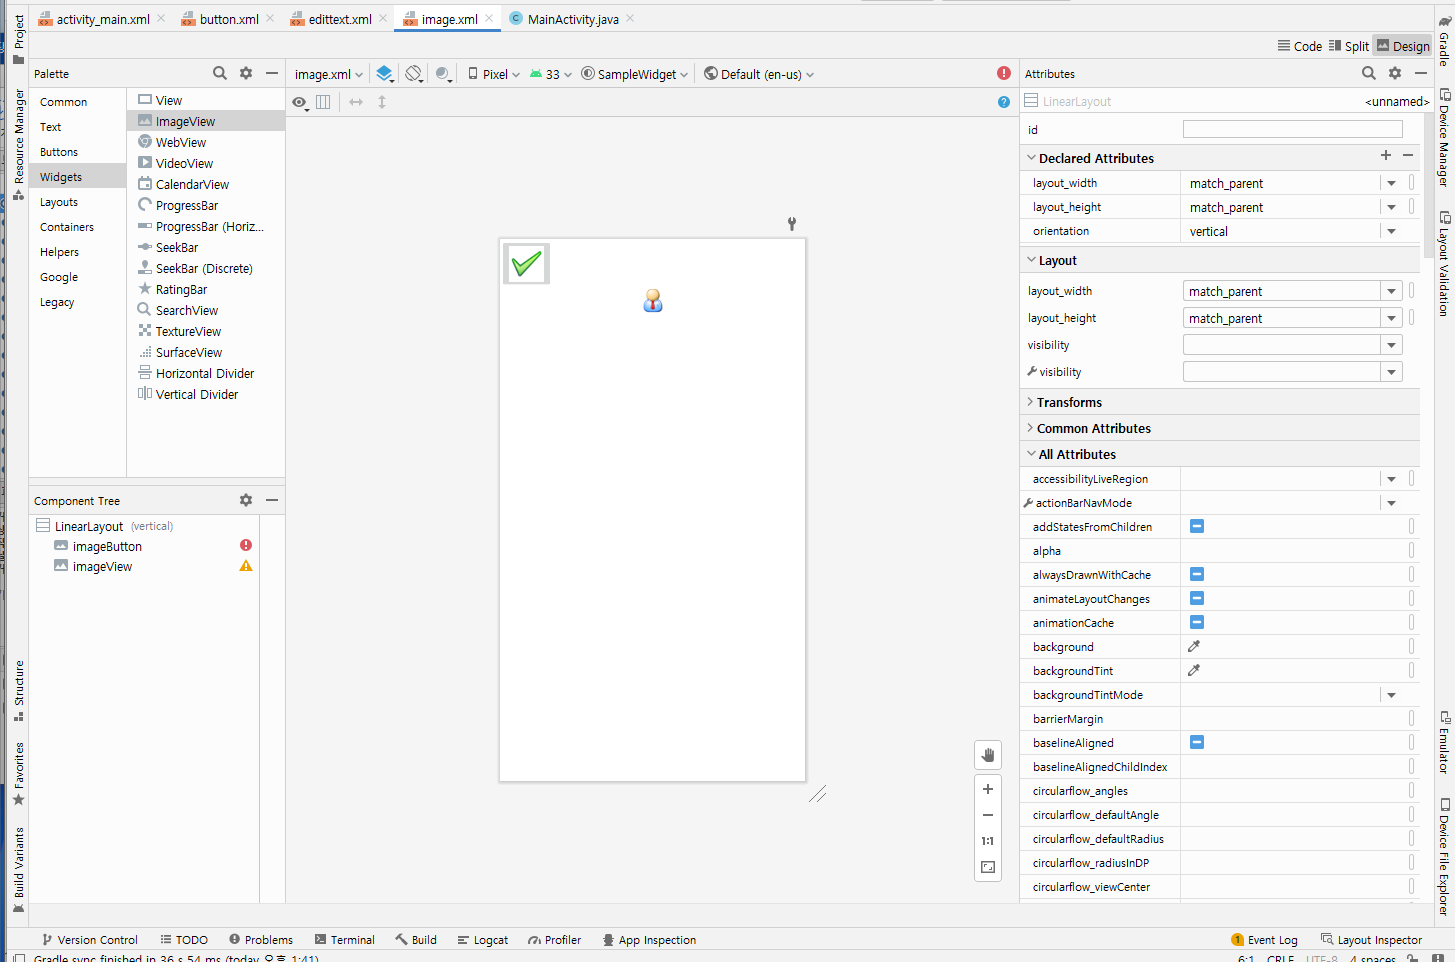 activity_main.xml
button.xml
edittext.xml
image.xml
MainActivity.java
Code
Split
Design
Project
Resource Manager
Structure
Favorites
Build Variants
Palette
Common
Text
Buttons
Widgets
Layouts
Containers
Helpers
Google
Legacy
View
ImageView
WebView
VideoView
CalendarView
ProgressBar
ProgressBar (Horiz...
SeekBar
SeekBar (Discrete)
RatingBar
SearchView
TextureView
SurfaceView
Horizontal Divider
Vertical Divider
Component Tree
LinearLayout (vertical)
imageButton
imageView
image.xml
Pixel
33
SampleWidget
Default (en-us)
1:1
Attributes
LinearLayout
<unnamed>
id
Declared Attributes
layout_width match_parent
layout_height match_parent
orientation vertical
Layout
layout_width match_parent
layout_height match_parent
visibility
visibility
Transforms
Common Attributes
All Attributes
accessibilityLiveRegion
actionBarNavMode
addStatesFromChildren
alpha
alwaysDrawnWithCache
animateLayoutChanges
animationCache
background
backgroundTint
backgroundTintMode
barrierMargin
baselineAligned
baselineAlignedChildIndex
circularflow_angles
circularflow_defaultAngle
circularflow_defaultRadius
circularflow_radiusInDP
circularflow_viewCenter
Gradle
Device Manager
Layout Validation
Emulator
Device File Explorer
Version Control
TODO
Problems
Terminal
Build
Logcat
Profiler
App Inspection
1 Event Log
Layout Inspector
Gradle sync finished in 36 s 54 ms (today 오후 1:41)
6:1 CRLF UTF-8 4 spaces